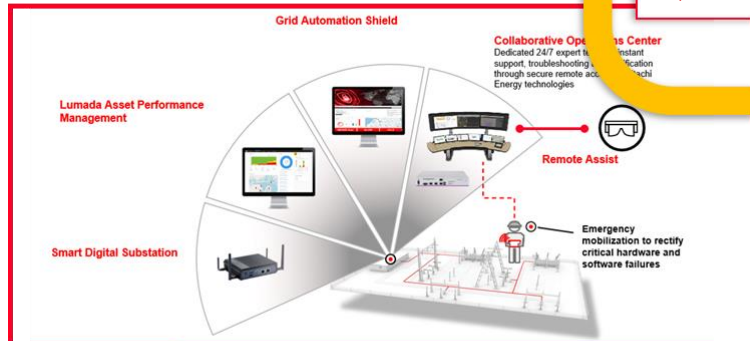 Grid Automation Shield
Collaborative Center
Dedicated 24/7 expert instant
support, troubleshooting
through secure remote
Energy technologies
Lumada Asset Performance
Management
Remote Assist
Smart Digital Substation
Emergency
mobilization to rectify
critical hardware and
software failures